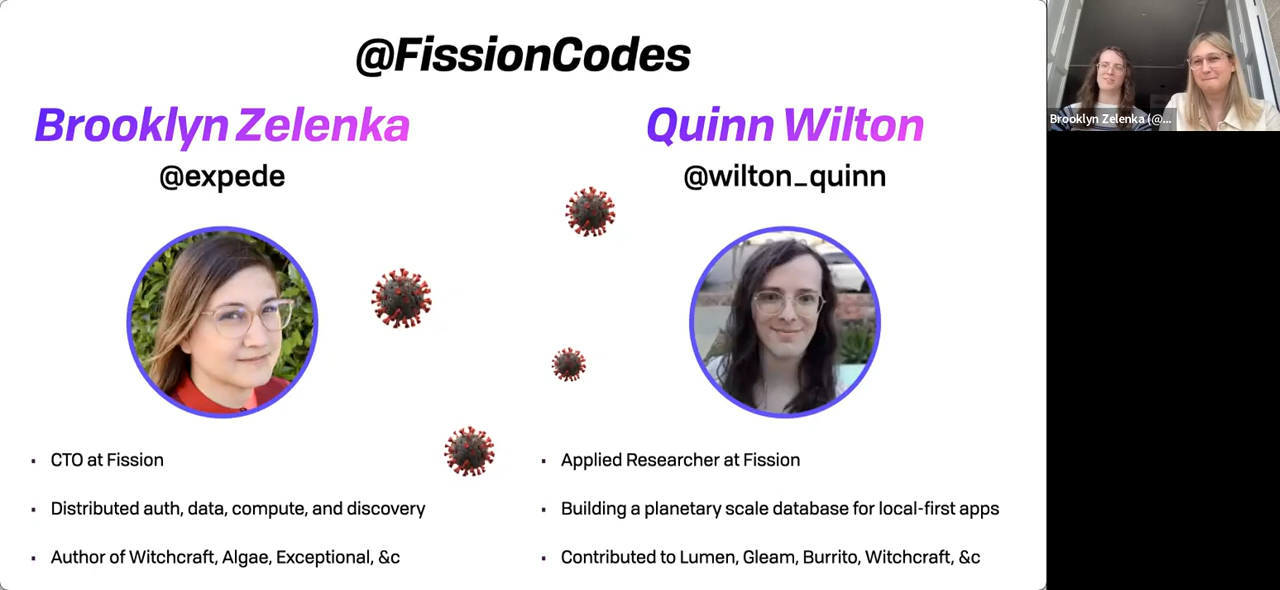 @FissionCodes
Brooklyn Zelenka
@expede
· CTO at Fission
· Distributed auth, data, compute, and discovery
· Author of Witchcraft, Algae, Exceptional, &c
Quinn Wilton
@wilton_quinn
· Applied Researcher at Fission
· Building a planetary scale database for local-first apps
· Contributed to Lumen, Gleam, Burrito, Witchcraft, &c
Brooklyn Zelenka (@...